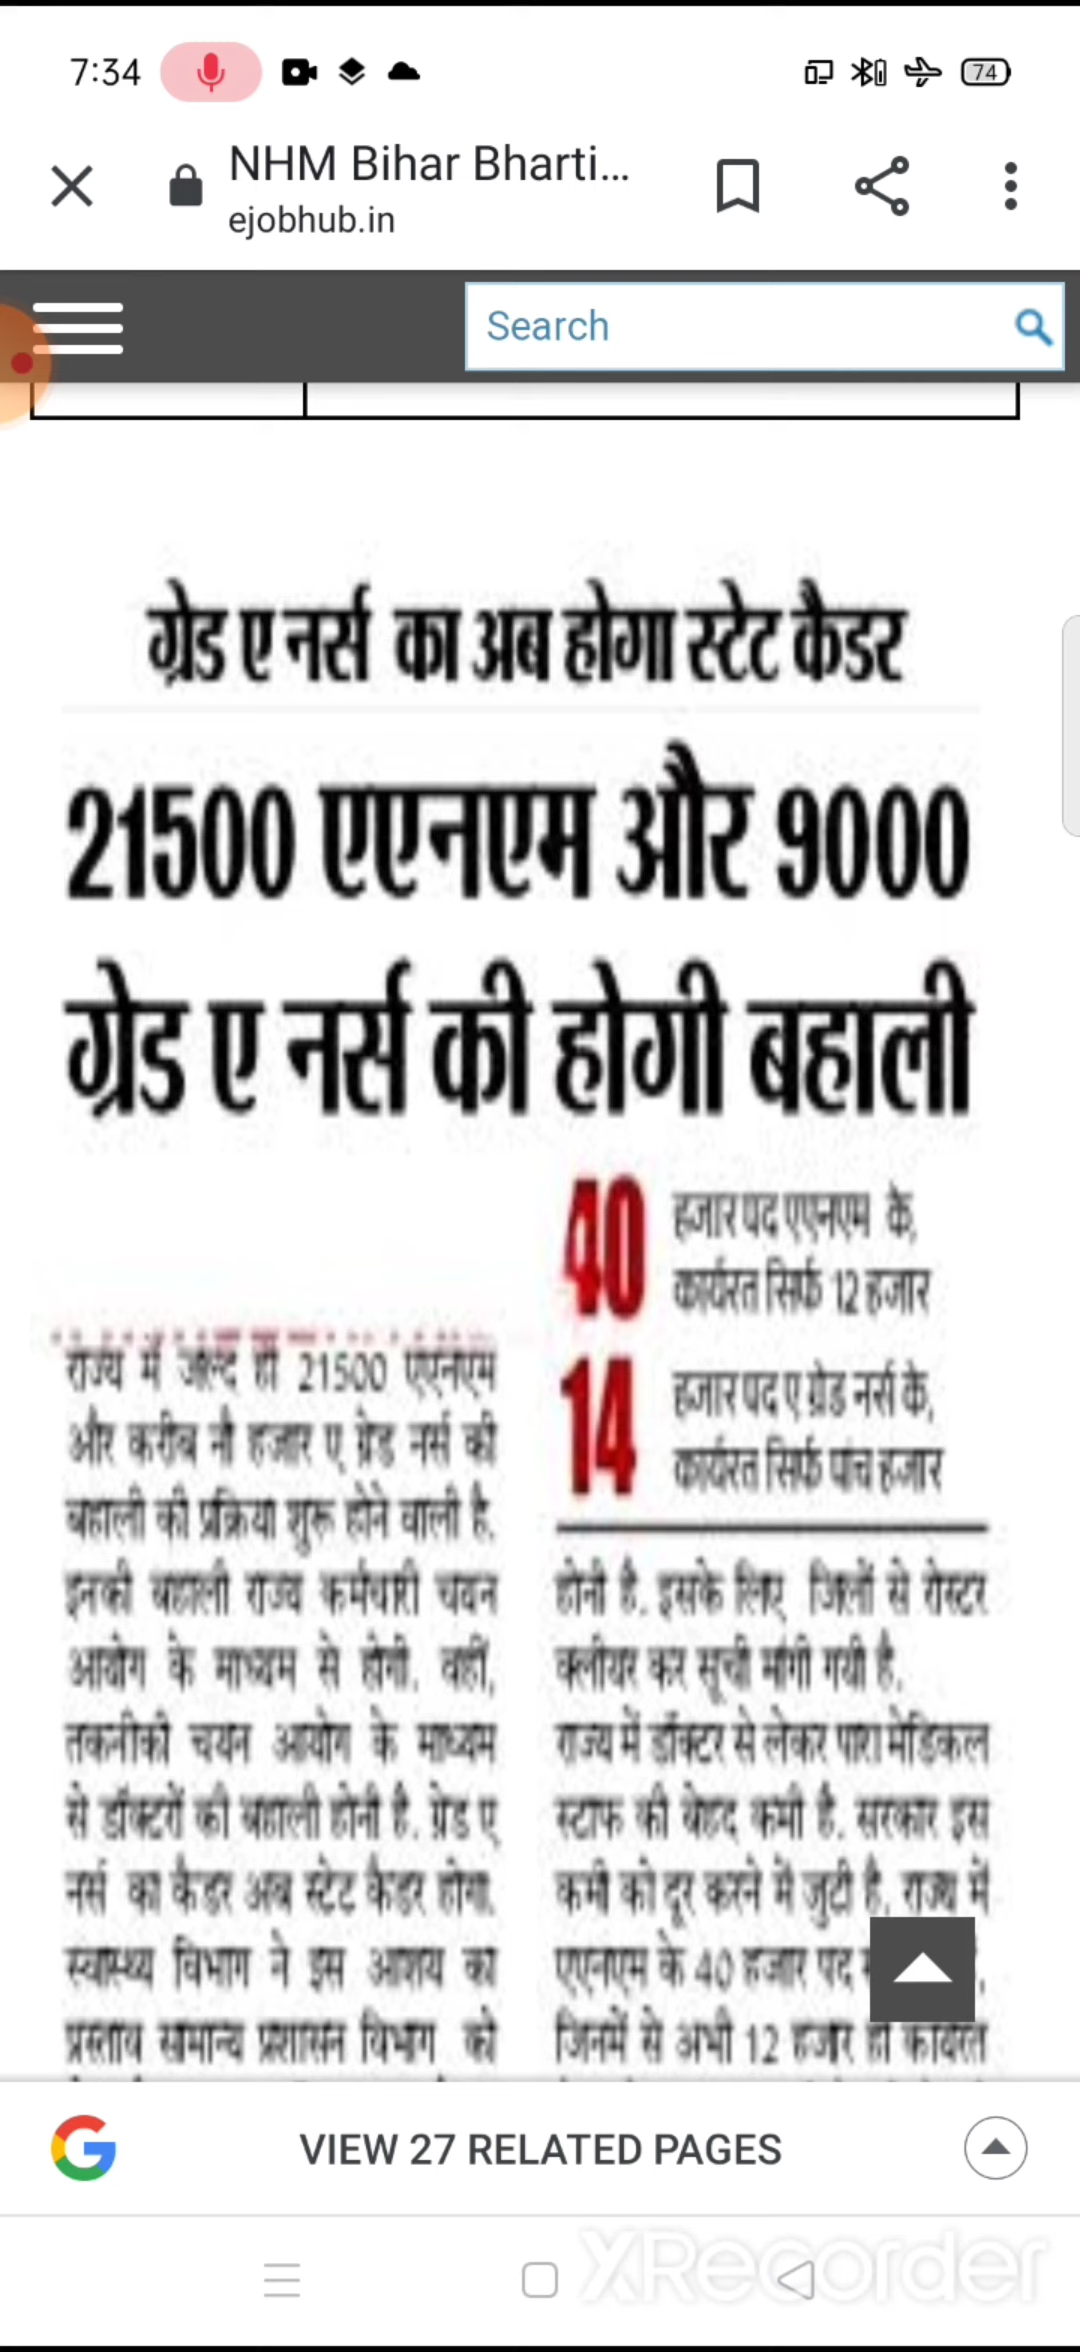 7:34
74
NHM Bihar Bharti...
ejobhub.in
Search
ग्रेड ए नर्स का अब होगा स्टेट कैडर
21500 एएनएम और 9000
ग्रेड ए नर्स की होगी बहाली
40 हजार पद एएनएम के,
कार्यरत सिर्फ 12 हजार
14 हजार पद ए ग्रेड नर्स के,
कार्यरत सिर्फ पांच हजार
राज्य में जल्द ही 21500 एएनएम
और करीब नौ हजार ए ग्रेड नर्स की
बहाली की प्रक्रिया शुरू होने वाली है.
इनकी बहाली राज्य कर्मचारी चयन
आयोग के माध्यम से होगी. वहीं,
तकनीकी चयन आयोग के माध्यम
से डॉक्टरों की बहाली होनी है. ग्रेड ए
नर्स का कैडर अब स्टेट कैडर होगा.
स्वास्थ्य विभाग ने इस आशय का
प्रस्ताव सामान्य प्रशासन विभाग को
होनी है. इसके लिए जिलों से रोस्टर
क्लीयर कर सूची मांगी गयी है.
राज्य में डॉक्टर से लेकर पारा मेडिकल
स्टाफ की बेहद कमी है. सरकार इस
कमी को दूर करने में जुटी है. राज्य में
एएनएम के 40 हजार पद
जिनमें से अभी 12 हजार ही कार्यरत
VIEW 27 RELATED PAGES
XRecorder